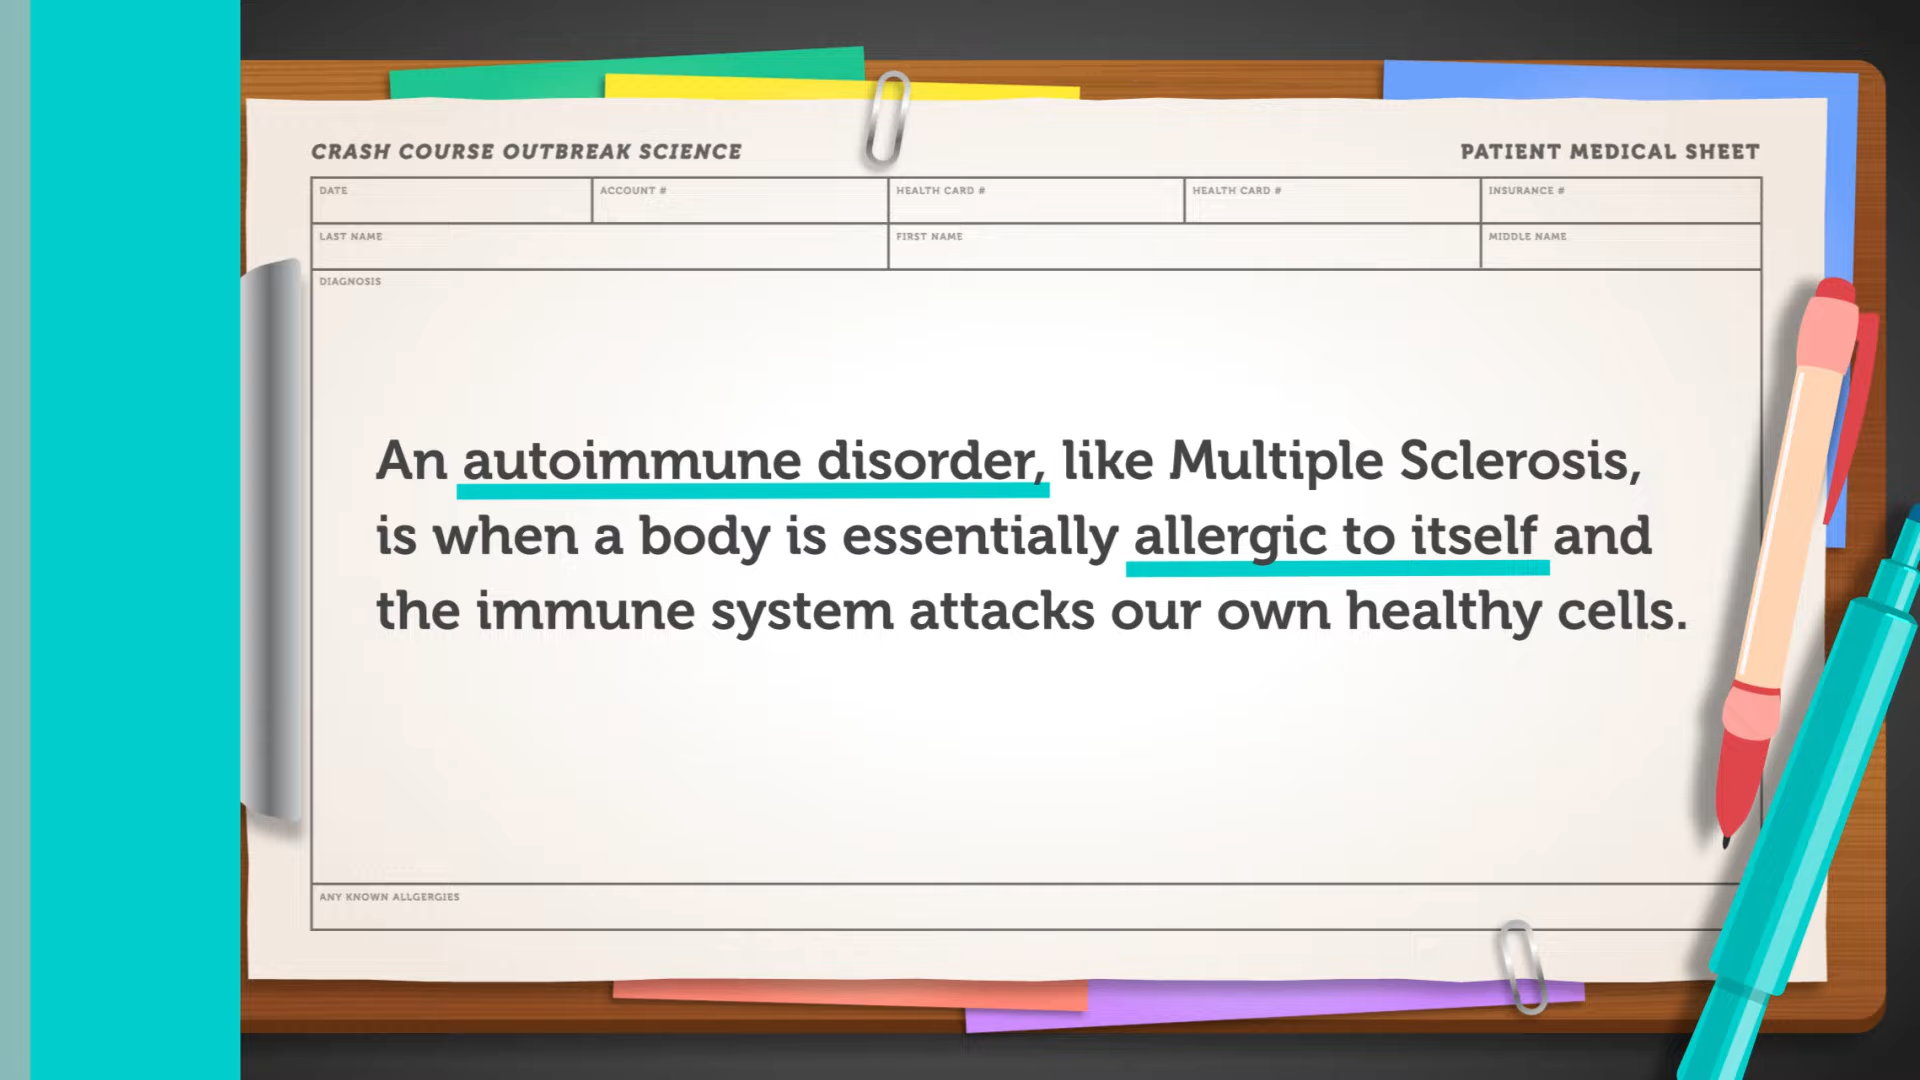 CRASH COURSE OUTBREAK SCIENCE
PATIENT MEDICAL SHEET
DATE
ACCOUNT #
HEALTH CARD #
HEALTH CARD #
INSURANCE #
LAST NAME
FIRST NAME
MIDDLE NAME
DIAGNOSIS
An autoimmune disorder, like Multiple Sclerosis,
is when a body is essentially allergic to itself and
the immune system attacks our own healthy cells.
ANY KNOWN ALLGERGIES